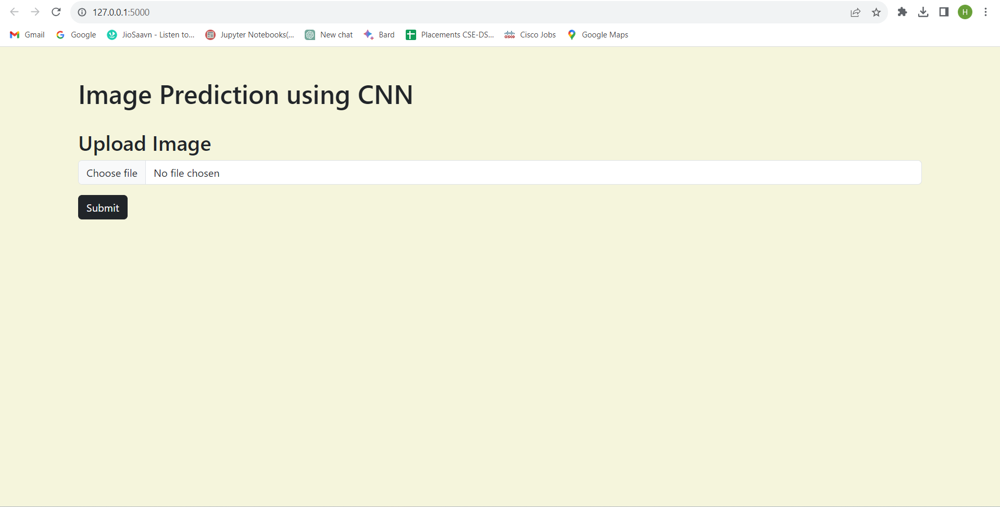 127.0.0.1:5000
H
Gmail Google JioSaavn - Listen to... Jupyter Notebooks(... New chat Bard Placements CSE-DS... cisco Cisco Jobs Google Maps
Image Prediction using CNN
Upload Image
Choose file No file chosen
Submit